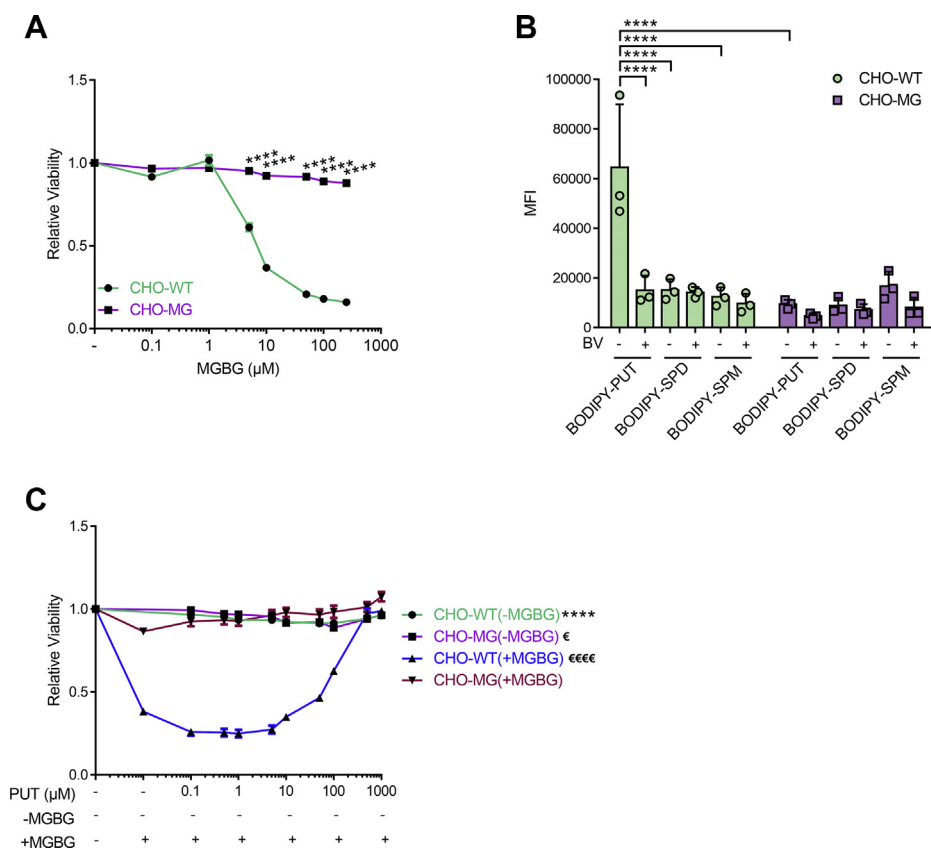 A
1.5
1.0
0.5
0.0
Relative Viability
****
****
****
****
****
CHO-WT
CHO-MG
- 0.1 1 10 100 1000
MGBG (µM)
B
****
****
****
****
100000
80000
60000
40000
20000
0
MFI
CHO-WT
CHO-MG
BV - + - + - + - + - + - +
BODIPY-PUT BODIPY-SPD BODIPY-SPM BODIPY-PUT BODIPY-SPD BODIPY-SPM
C
1.5
1.0
0.5
0.0
Relative Viability
CHO-WT(-MGBG) ****
CHO-MG(-MGBG) €
CHO-WT(+MGBG) €€€€
CHO-MG(+MGBG)
PUT (µM) - - 0.1 1 10 100 1000
-MGBG - - - - - - -
+MGBG - + + + + + +